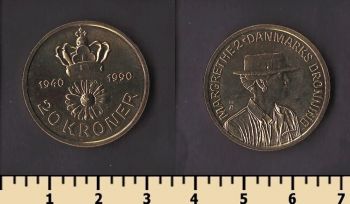 1940 1990
20 KRONER
MARGRETHE·2·DANMARKS DRONNING
1 2 3 4 5 6 7